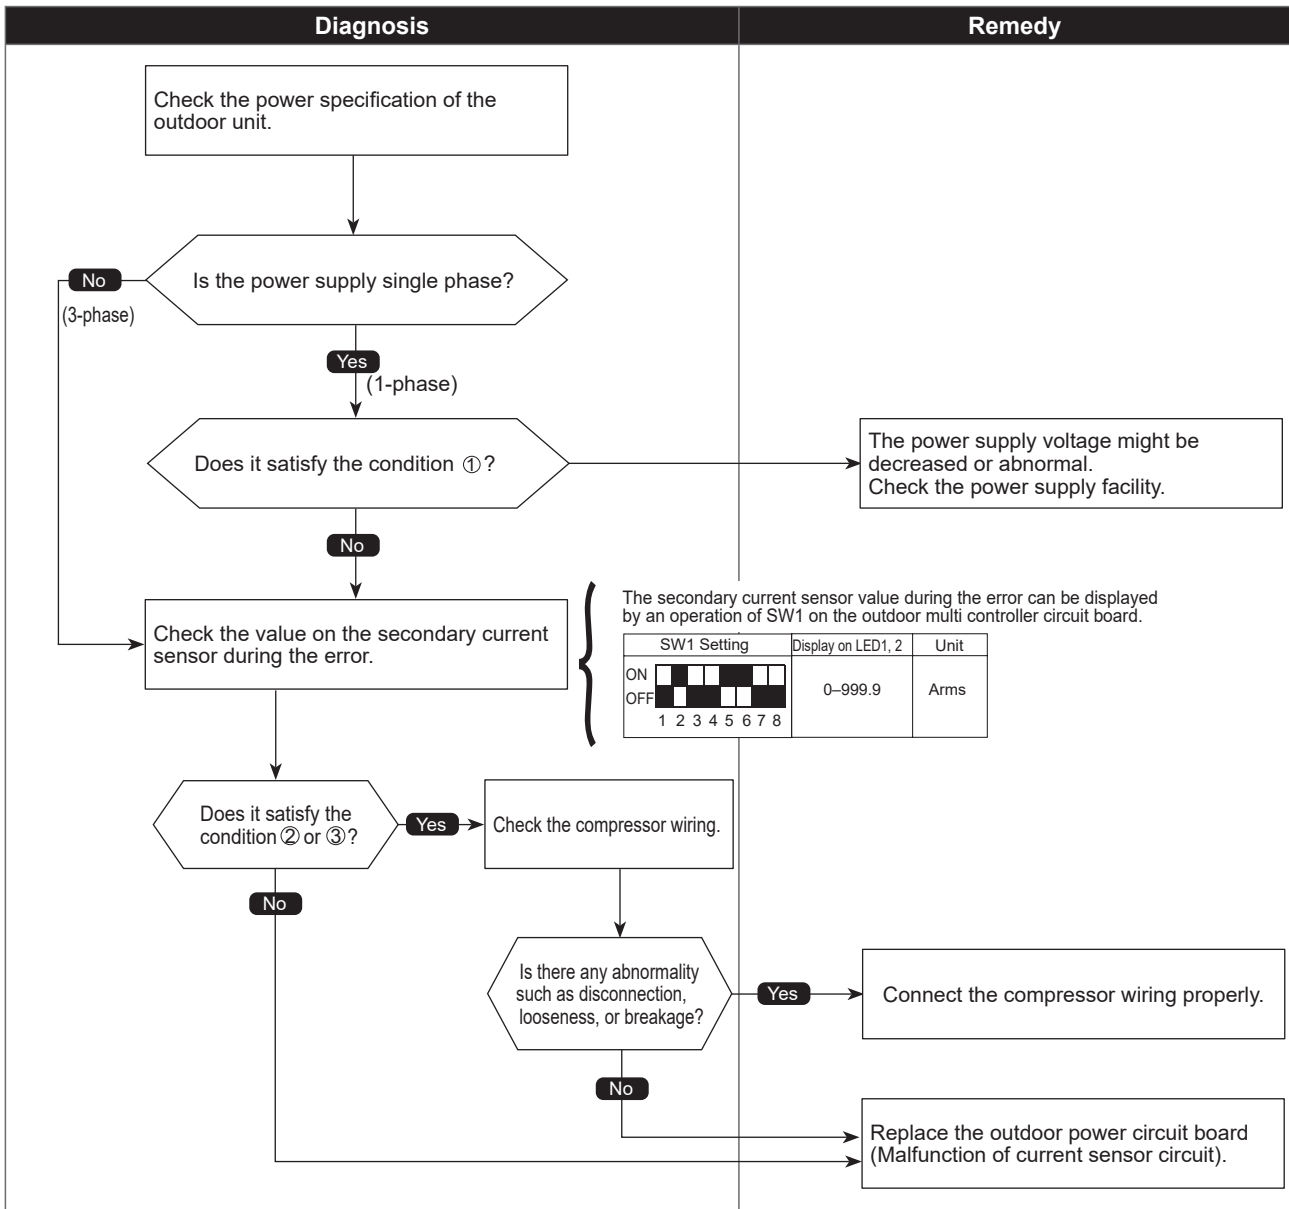 Diagnosis
Remedy
Check the power specification of the
outdoor unit.
Is the power supply single phase?
No
(3-phase)
Yes
(1-phase)
Does it satisfy the condition ①?
The power supply voltage might be
decreased or abnormal.
Check the power supply facility.
No
Check the value on the secondary current
sensor during the error.
The secondary current sensor value during the error can be displayed
by an operation of SW1 on the outdoor multi controller circuit board.
SW1 Setting
Display on LED1, 2
Unit
ON
OFF
1 2 3 4 5 6 7 8
0–999.9
Arms
Does it satisfy the
condition ② or ③?
Yes
Check the compressor wiring.
No
Is there any abnormality
such as disconnection,
looseness, or breakage?
Yes
Connect the compressor wiring properly.
No
Replace the outdoor power circuit board
(Malfunction of current sensor circuit).